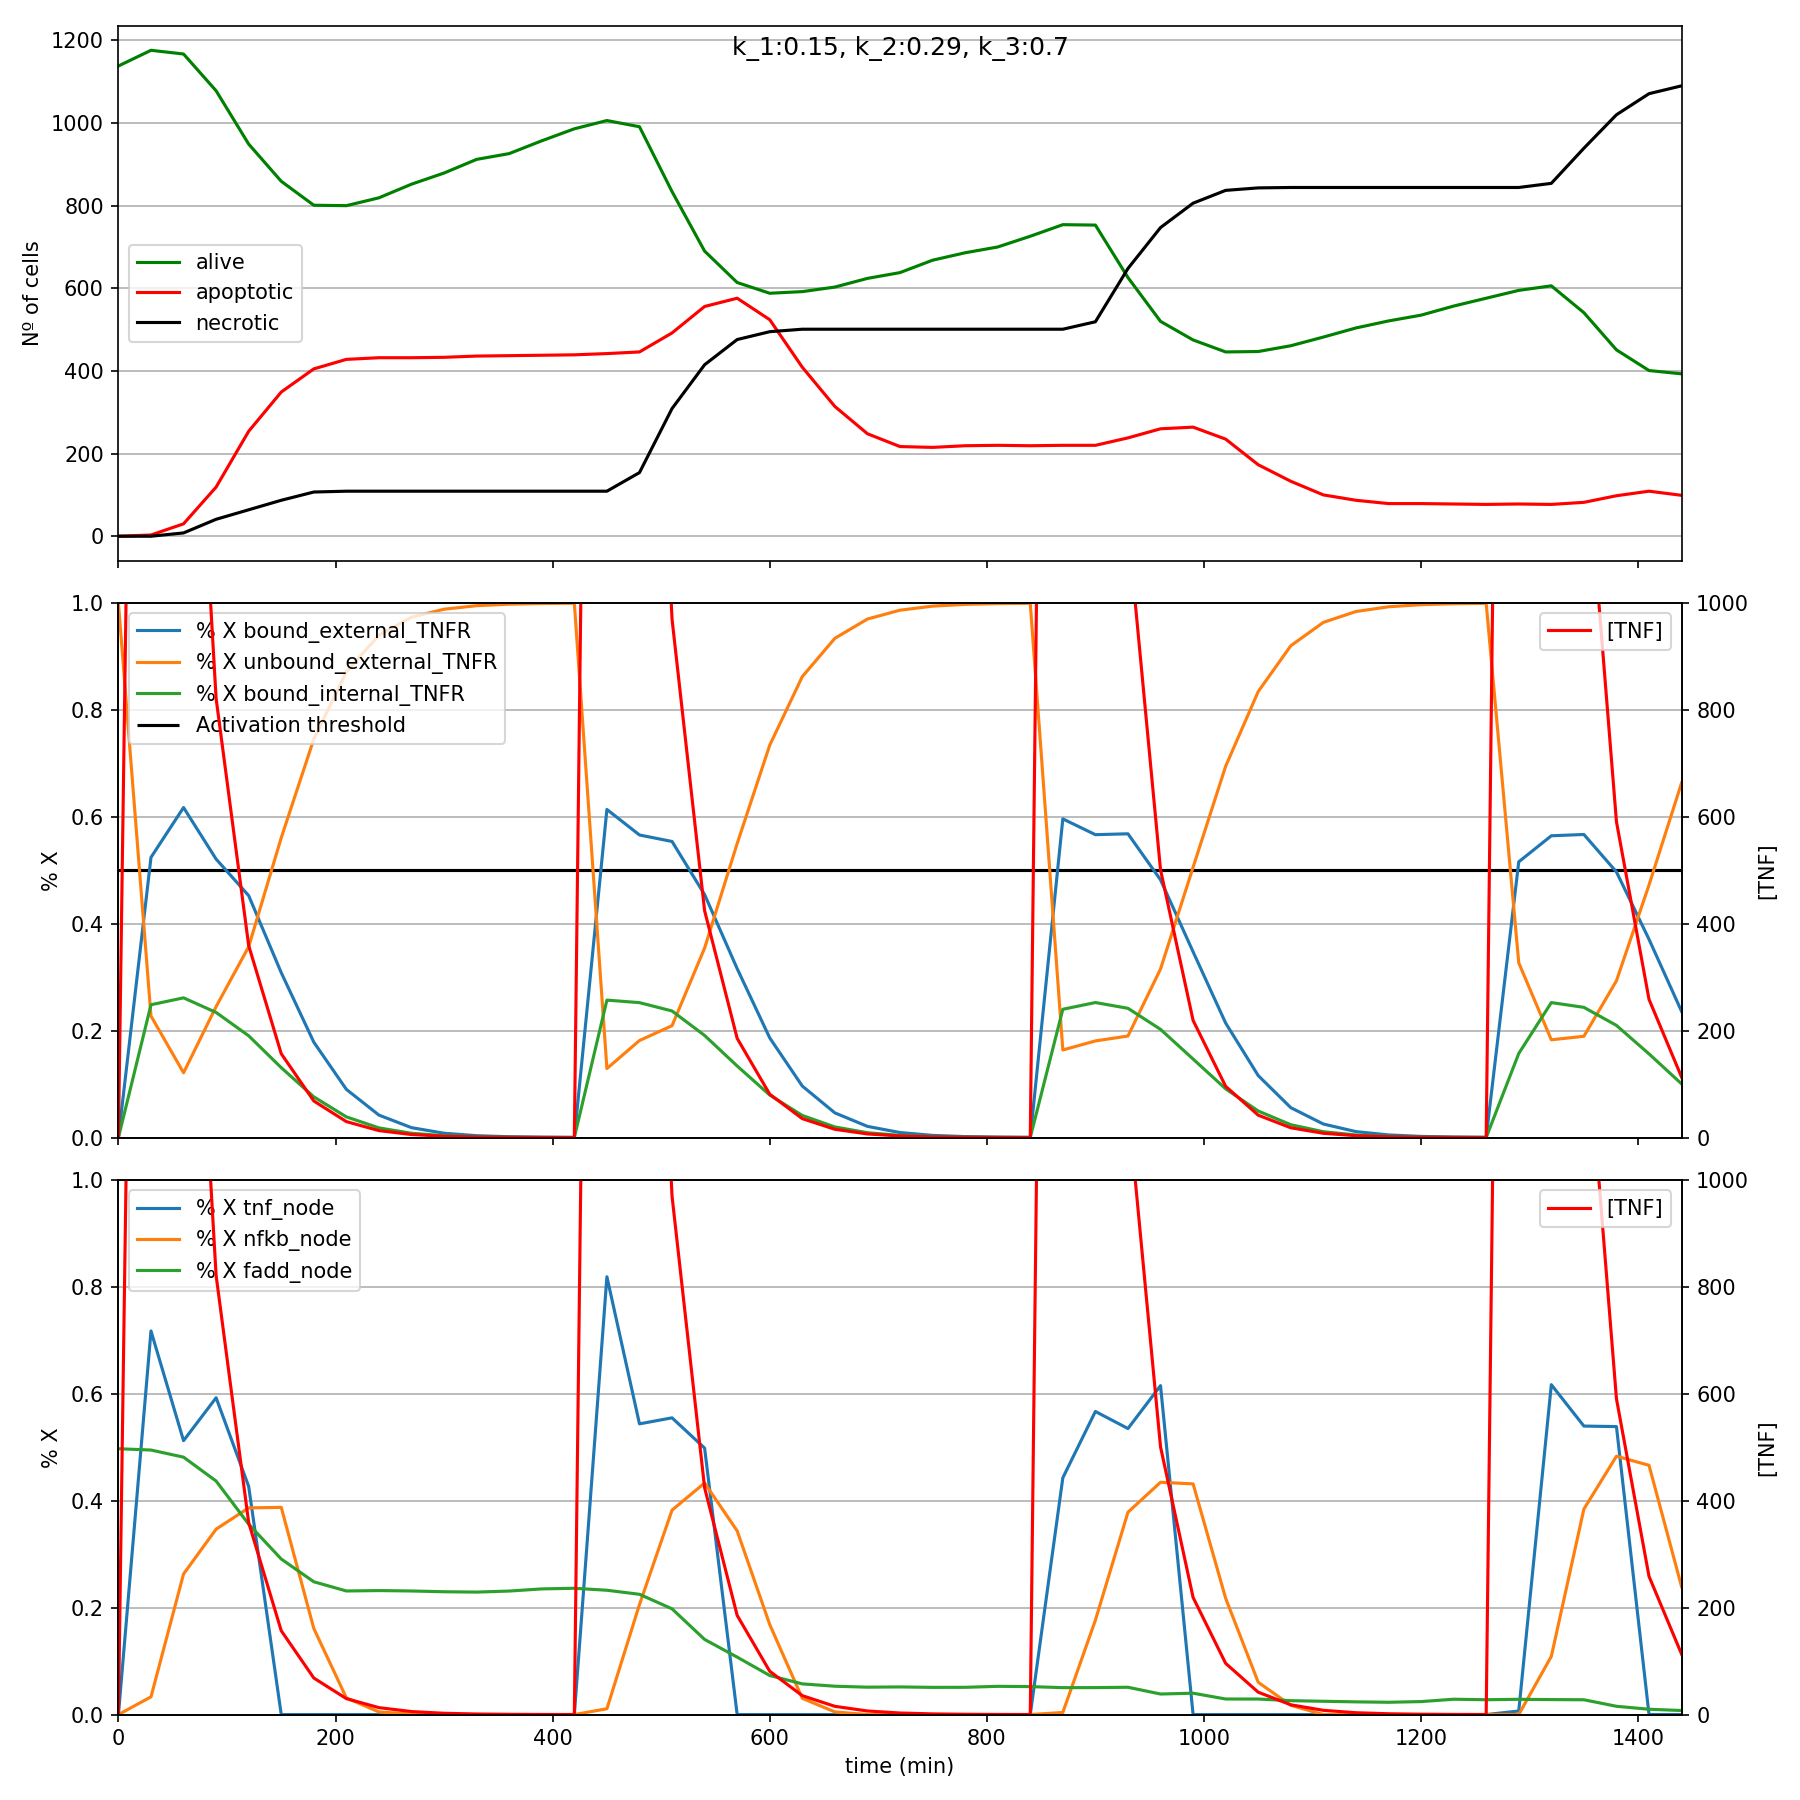 k_1:0.15, k_2:0.29, k_3:0.7
1200
1000
800
600
400
200
0
Nº of cells
alive
apoptotic
necrotic
1.0
0.8
0.6
0.4
0.2
0.0
% X
% X bound_external_TNFR
% X unbound_external_TNFR
% X bound_internal_TNFR
Activation threshold
[TNF]
1000
800
600
400
200
0
[TNF]
1.0
0.8
0.6
0.4
0.2
0.0
% X
% X tnf_node
% X nfkb_node
% X fadd_node
[TNF]
1000
800
600
400
200
0
[TNF]
0 200 400 600 800 1000 1200 1400
time (min)